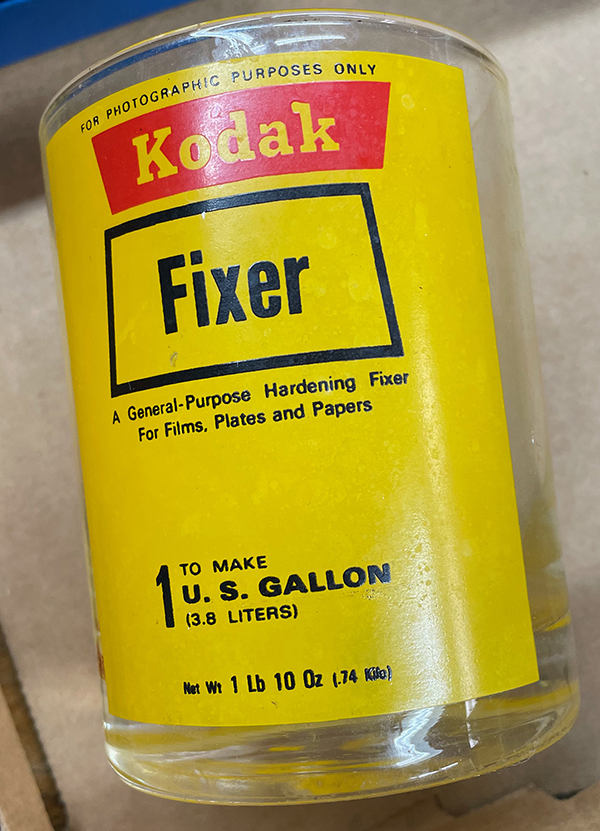 FOR PHOTOGRAPHIC PURPOSES ONLY
Kodak
Fixer
A General-Purpose Hardening Fixer
For Films, Plates and Papers
1 TO MAKE
U. S. GALLON
(3.8 LITERS)
Net Wt 1 Lb 10 Oz (.74 Kilo)